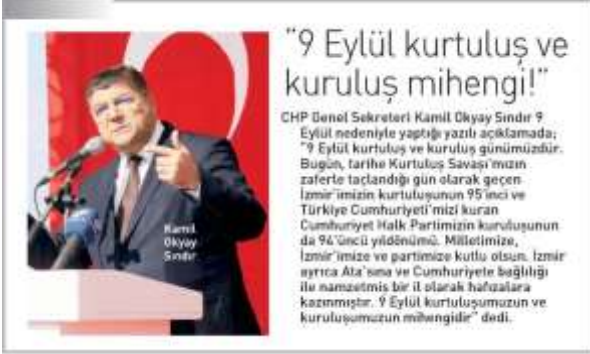 "9 Eylül kurtuluş ve
kuruluş mihengi!"
CHP Genel Sekreteri Kamil Okyay Sındır 9
Eylül nedeniyle yaptığı yazılı açıklamada;
"9 Eylül kurtuluş ve kuruluş günümüzdür.
Bugün, tarihe Kurtuluş Savaşı'mızın
zaferle taçlandığı gün olarak geçen
İzmir'imizin kurtuluşunun 95'inci ve
Türkiye Cumhuriyeti'mizi kuran
Cumhuriyet Halk Partimizin kuruluşunun
da 94'üncü yıldönümü. Milletimize,
İzmir'imize ve partimize kutlu olsun. İzmir
ayrıca Ata'sına ve Cumhuriyete bağlılığı
ile namzetmis bir il olarak hafızalara
kazınmıştır. 9 Eylül kurtuluşumuzun ve
kuruluşumuzun mihengidir" dedi.
Kamil
Okyay
Sındır